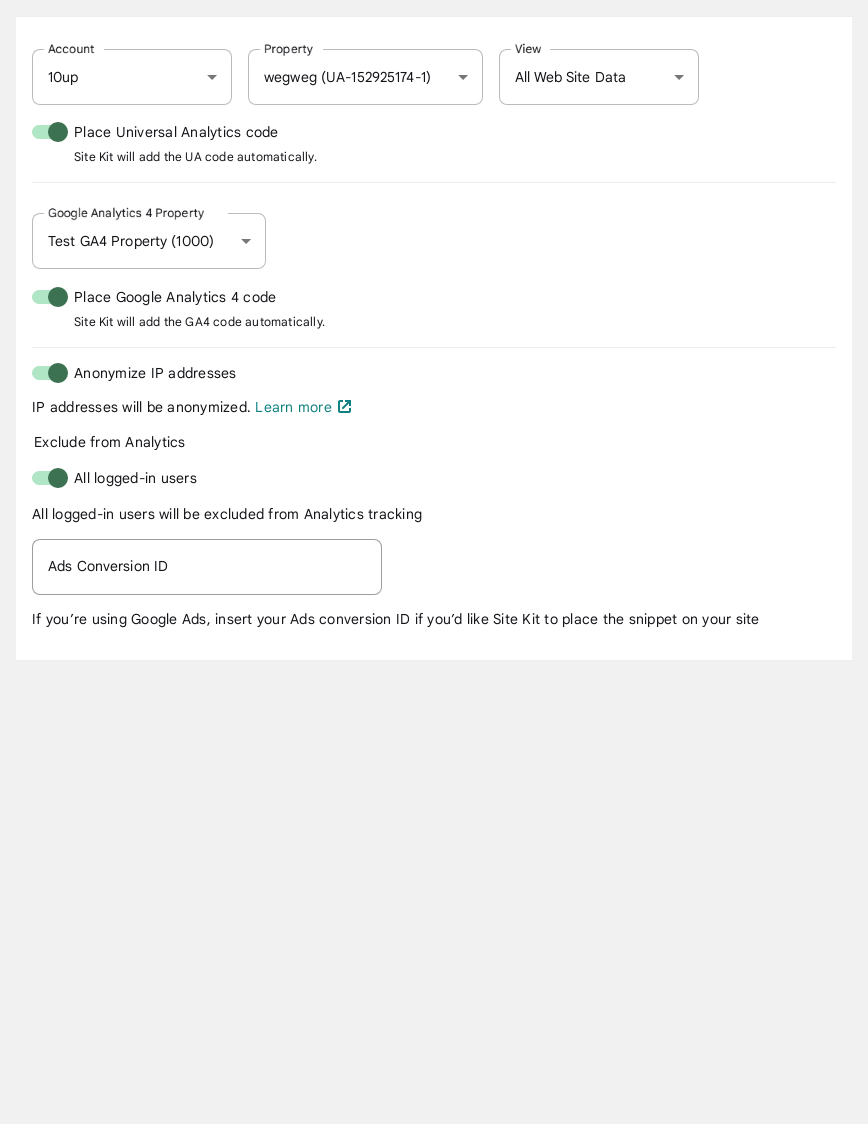 Account
Property
View
10up
wegweg (UA-152925174-1)
All Web Site Data
Place Universal Analytics code
Site Kit will add the UA code automatically.
Google Analytics 4 Property
Test GA4 Property (1000)
Place Google Analytics 4 code
Site Kit will add the GA4 code automatically.
Anonymize IP addresses
IP addresses will be anonymized. Learn more
Exclude from Analytics
All logged-in users
All logged-in users will be excluded from Analytics tracking
Ads Conversion ID
If you’re using Google Ads, insert your Ads conversion ID if you’d like Site Kit to place the snippet on your site